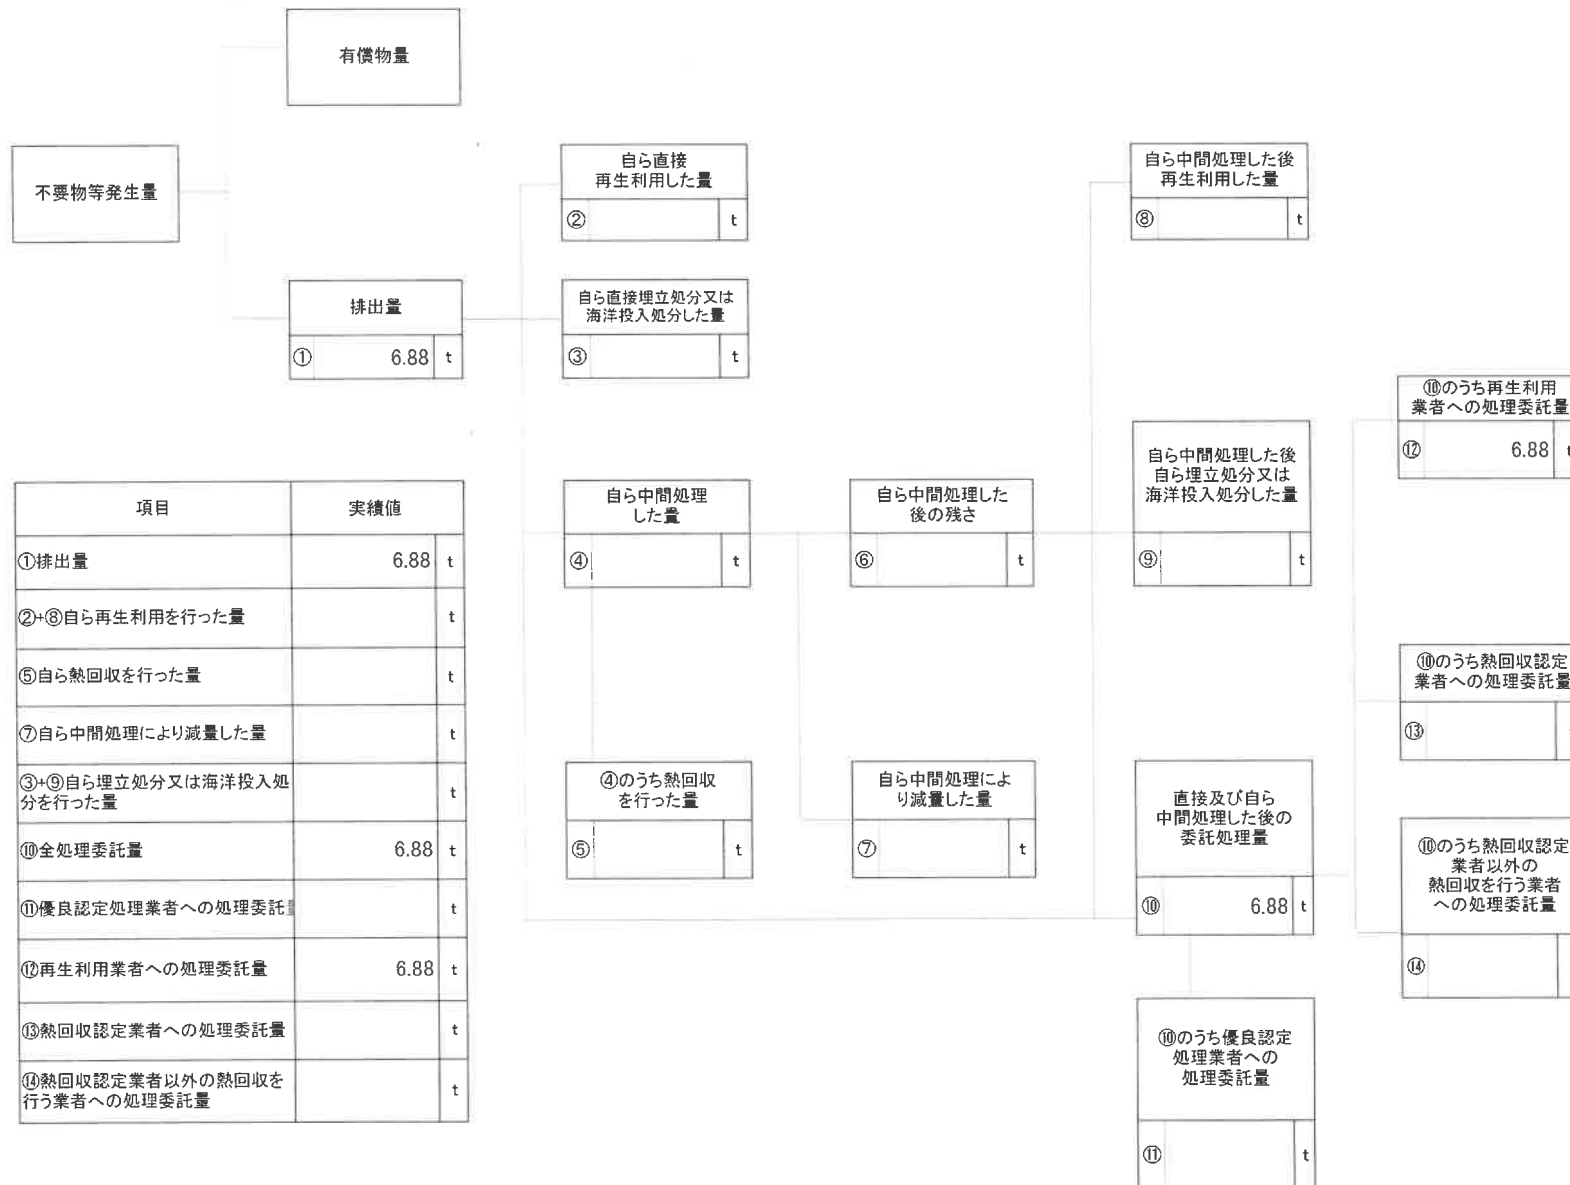 有償物量
不要物等発生量
排出量
① 6.88 t
自ら直接
再生利用した量
② t
自ら直接埋立処分又は
海洋投入処分した量
③ t
自ら中間処理
した量
④ t
④のうち熱回収
を行った量
⑤ t
自ら中間処理した
後の残さ
⑥ t
自ら中間処理によ
り減量した量
⑦ t
自ら中間処理した後
再生利用した量
⑧ t
自ら中間処理した後
自ら埋立処分又は
海洋投入処分した量
⑨ t
直接及び自ら
中間処理した後の
委託処理量
⑩ 6.88 t
⑩のうち優良認定
処理業者への
処理委託量
⑪ t
⑩のうち再生利用
業者への処理委託量
⑫ 6.88 t
⑩のうち熱回収認定
業者への処理委託量
⑬
⑩のうち熱回収認定
業者以外の
熱回収を行う業者
への処理委託量
⑭
項目 実績値
①排出量 6.88 t
②+⑧自ら再生利用を行った量 t
⑤自ら熱回収を行った量 t
⑦自ら中間処理により減量した量 t
③+⑨自ら埋立処分又は海洋投入処
分を行った量 t
⑩全処理委託量 6.88 t
⑪優良認定処理業者への処理委託 t
⑫再生利用業者への処理委託量 6.88 t
⑬熱回収認定業者への処理委託量 t
⑭熱回収認定業者以外の熱回収を
行う業者への処理委託量 t